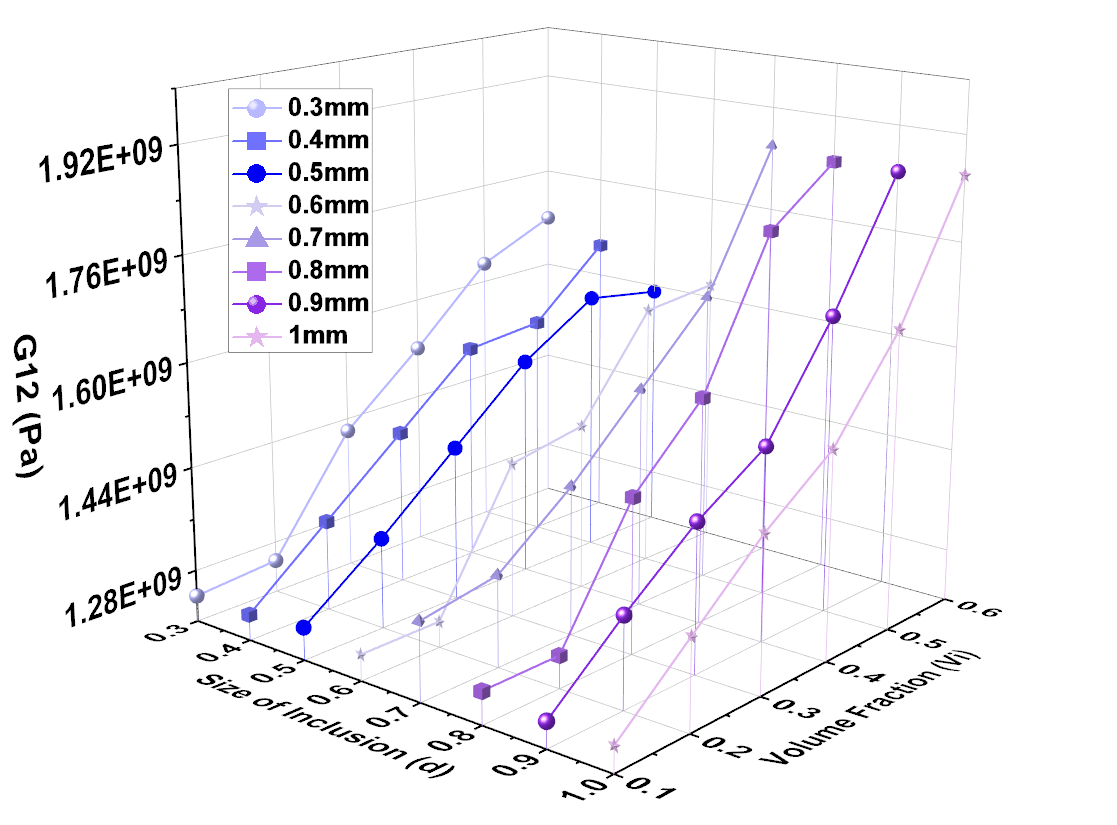 0.3mm
0.4mm
0.5mm
0.6mm
0.7mm
0.8mm
0.9mm
1mm
G12 (Pa)
1.92E+09
1.76E+09
1.60E+09
1.44E+09
1.28E+09
0.3
0.4
0.5
0.6
0.7
0.8
0.9
1.0
Size of Inclusion (d)
0.1
0.2
0.3
0.4
0.5
0.6
Volume Fraction (Vi)